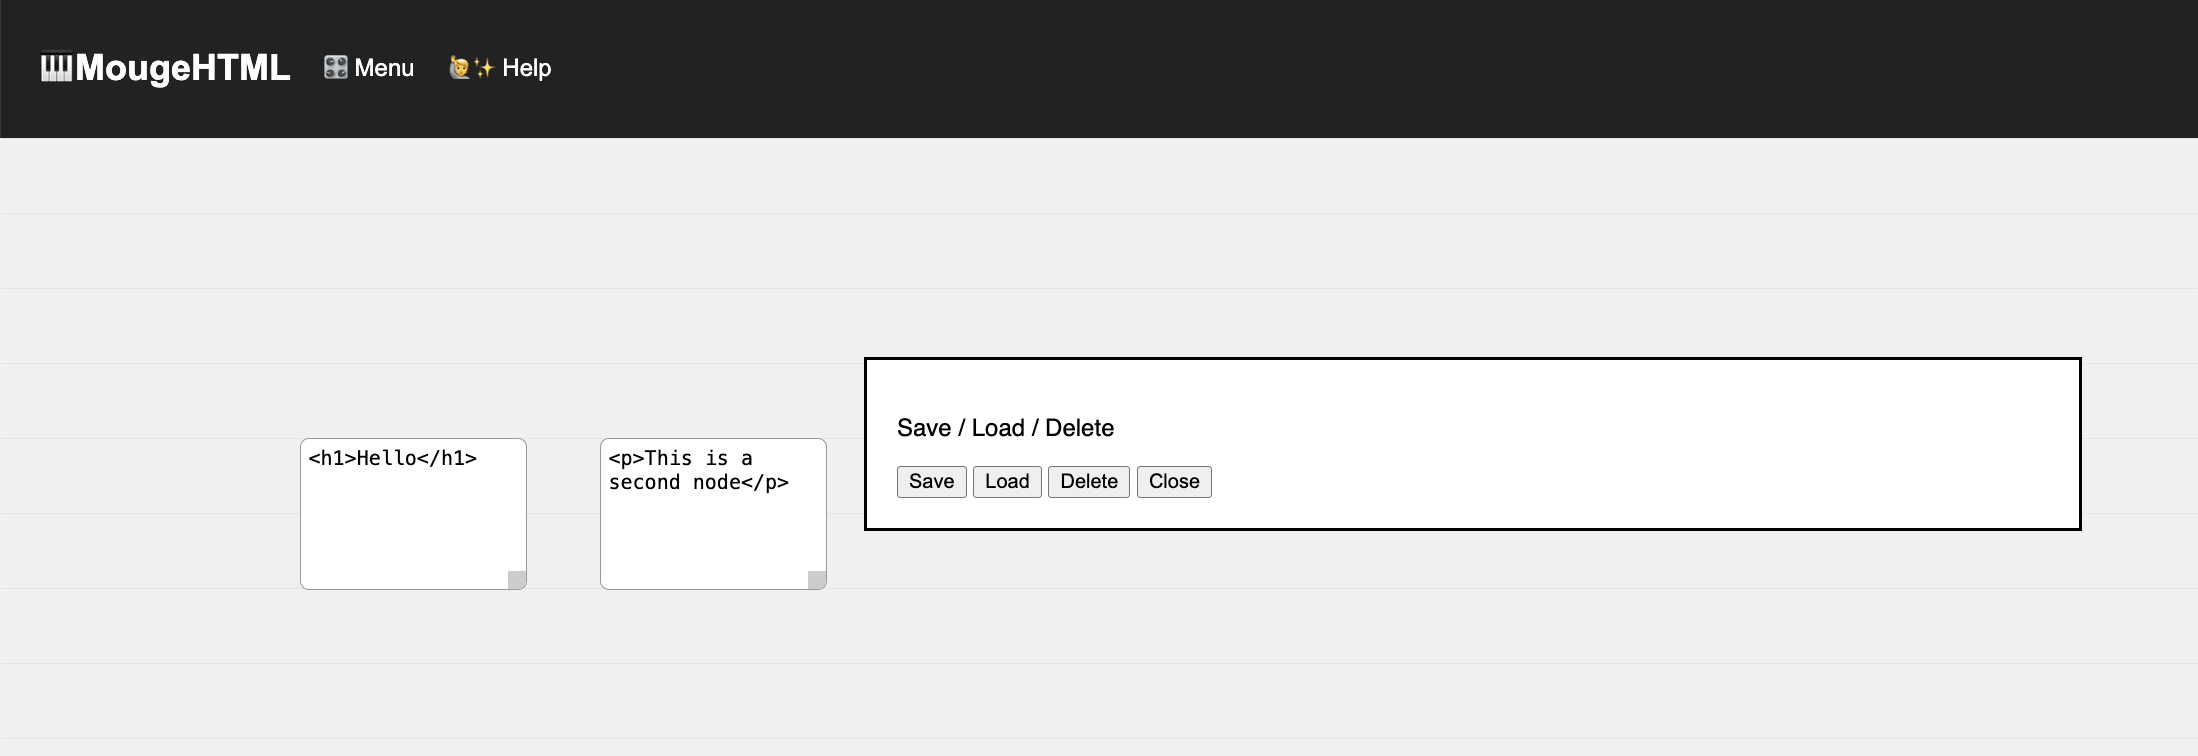 🎹MougeHTML 🎛️ Menu 🙋✨ Help
<h1>Hello</h1>
<p>This is a
second node</p>
Save / Load / Delete
Save Load Delete Close